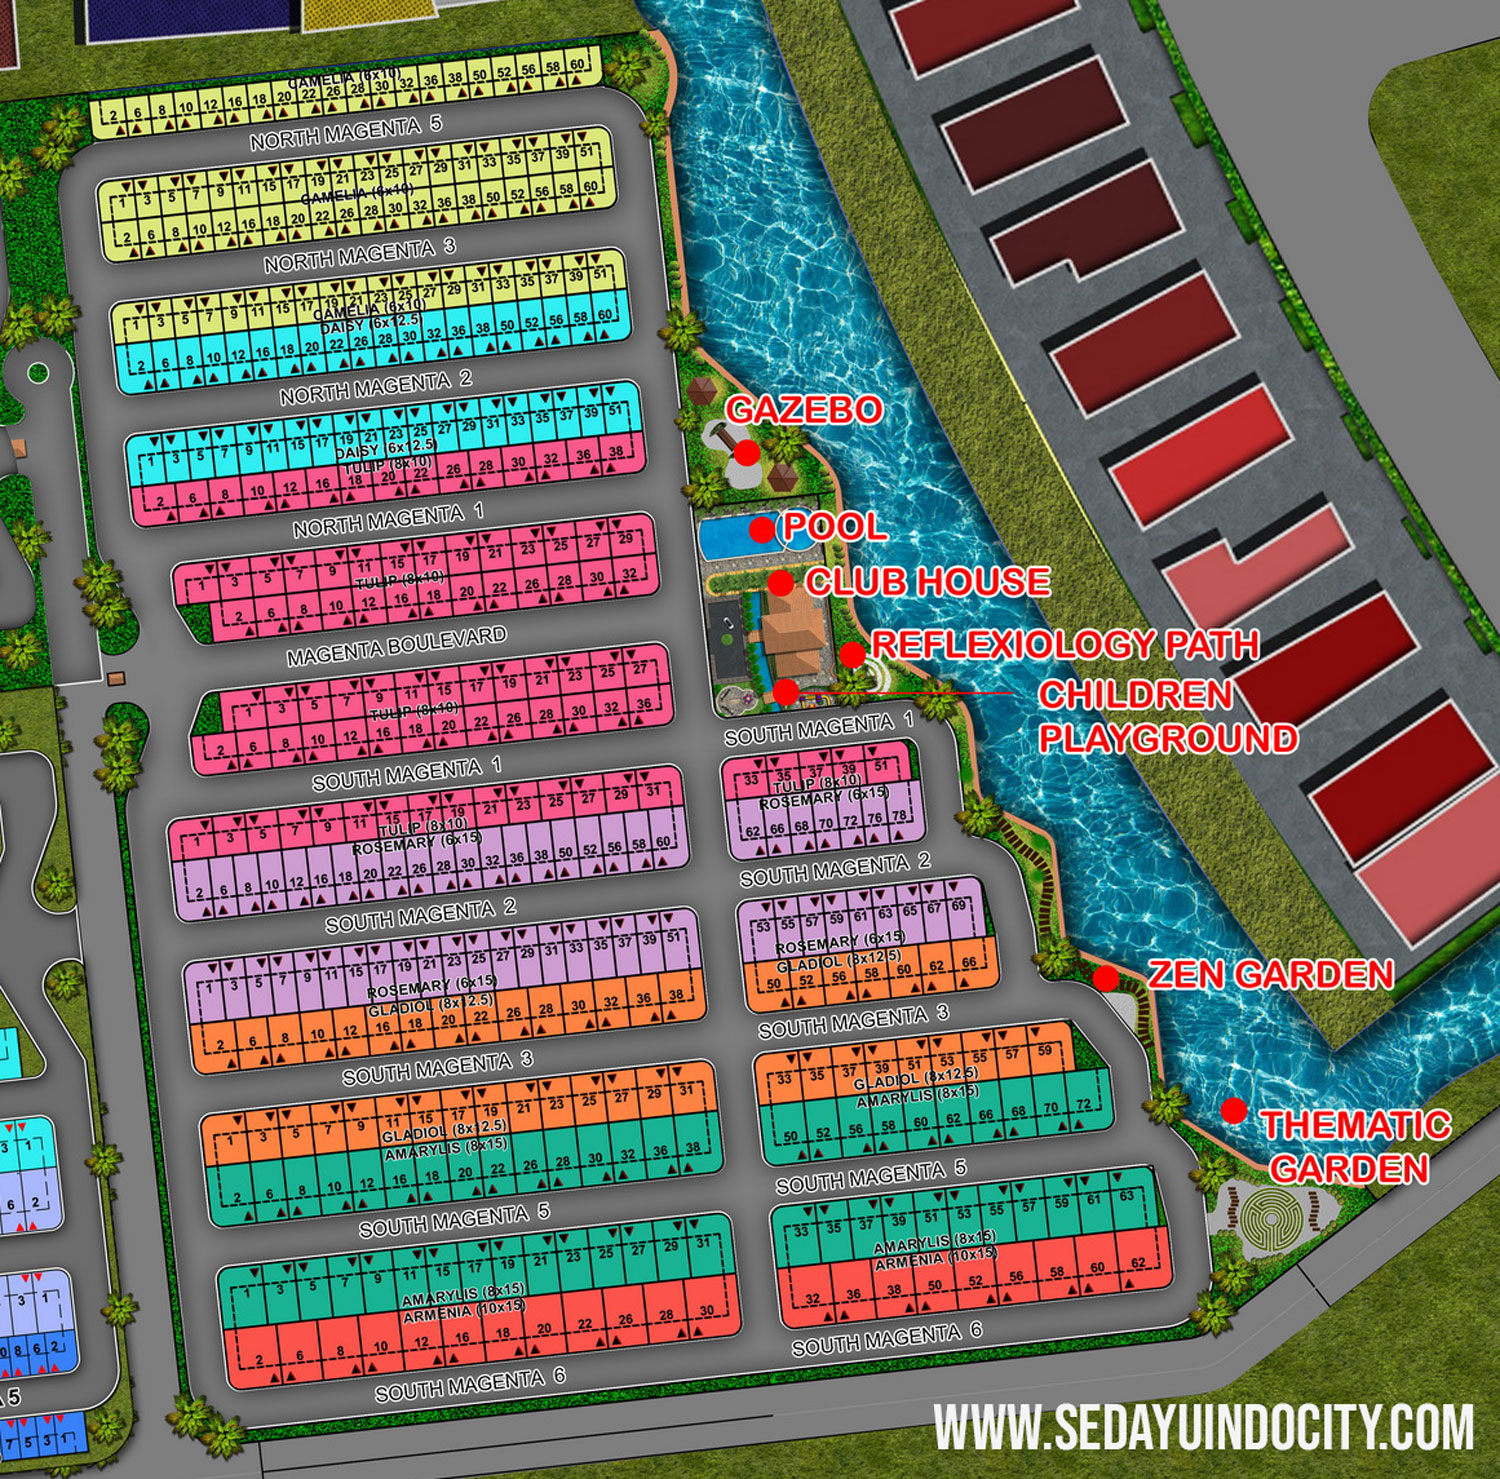 CAMELIA (6x10)
2 6 8 10 12 16 18 20 22 26 28 30 32 36 38 50 52 56 58 60
NORTH MAGENTA 5
1 3 5 7 9 11 15 17 19 21 23 25 27 29 31 33 35 37 39 51
CAMELIA (6x10)
2 6 8 10 12 16 18 20 22 26 28 30 32 36 38 50 52 56 58 60
NORTH MAGENTA 3
1 3 5 7 9 11 15 17 19 21 23 25 27 29 31 33 35 37 39 51
CAMELIA (6x10)
DAISY (6x12.5)
2 6 8 10 12 16 18 20 22 26 28 30 32 36 38 50 52 56 58 60
NORTH MAGENTA 2
1 3 5 7 9 11 15 17 19 21 23 25 27 29 31 33 35 37 39 51
DAISY (6x12.5)
TULIP (8x10)
2 6 8 10 12 16 18 20 22 26 28 30 32 36 38
NORTH MAGENTA 1
1 3 5 7 9 11 15 17 19 21 23 25 27 29
TULIP (8x10)
2 6 8 10 12 16 18 20 22 26 28 30 32
MAGENTA BOULEVARD
1 3 5 7 9 11 15 17 19 21 23 25 27
TULIP (8x10)
2 6 8 10 12 16 18 20 22 26 28 30 32 36
SOUTH MAGENTA 1
1 3 5 7 9 11 15 17 19 21 23 25 27 29 31
TULIP (8x10)
ROSEMARY (6x15)
2 6 8 10 12 16 18 20 22 26 28 30 32 36 38 50 52 56 58 60
SOUTH MAGENTA 2
1 3 5 7 9 11 15 17 19 21 23 25 27 29 31 33 35 37 39 51
ROSEMARY (6x15)
GLADIOL (8x12.5)
2 6 8 10 12 16 18 20 22 26 28 30 32 36 38
SOUTH MAGENTA 3
1 3 5 7 9 11 15 17 19 21 23 25 27 29 31
GLADIOL (8x12.5)
AMARYLIS (8x15)
2 6 8 10 12 16 18 20 22 26 28 30 32 36 38
SOUTH MAGENTA 5
1 3 5 7 9 11 15 17 19 21 23 25 27 29 31
AMARYLIS (8x15)
ARMENIA (10x15)
2 6 8 10 12 16 18 20 22 26 28 30
SOUTH MAGENTA 6
GAZEBO
POOL
CLUB HOUSE
REFLEXIOLOGY PATH
CHILDREN
PLAYGROUND
SOUTH MAGENTA 1
33 35 37 39 51
TULIP (8x10)
ROSEMARY (6x15)
62 66 68 70 72 76 78
SOUTH MAGENTA 2
53 55 57 59 61 63 65 67 69
ROSEMARY (6x15)
GLADIOL (8x12.5)
50 52 56 58 60 62 66
ZEN GARDEN
SOUTH MAGENTA 3
33 35 37 39 51 53 55 57 59
GLADIOL (8x12.5)
AMARYLIS (8x15)
50 52 56 58 60 62 66 68 70 72
THEMATIC
GARDEN
SOUTH MAGENTA 5
33 35 37 39 51 53 55 57 59 61 63
AMARYLIS (8x15)
ARMENIA (10x15)
32 36 38 50 52 56 58 60 62
SOUTH MAGENTA 6
3 1
6 2
3 1
8 6 2
5
7 5 3 1
WWW.SEDAYUINDOCITY.COM